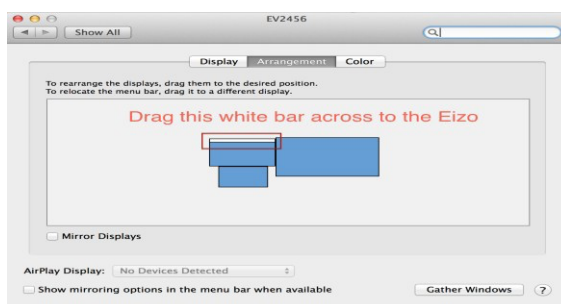 EV2456
Show All
Display Arrangement Color
To rearrange the displays, drag them to the desired position.
To relocate the menu bar, drag it to a different display.
Drag this white bar across to the Eizo
Mirror Displays
AirPlay Display: No Devices Detected
Show mirroring options in the menu bar when available
Gather Windows ?